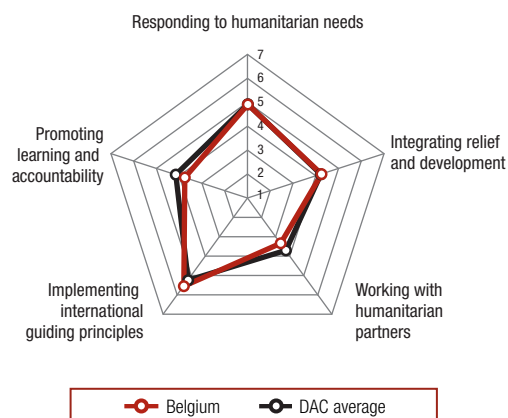 Responding to humanitarian needs
7
6
5
4
3
2
1
Promoting
learning and
accountability
Integrating relief
and development
Implementing
international
guiding principles
Working with
humanitarian
partners
Belgium
DAC average